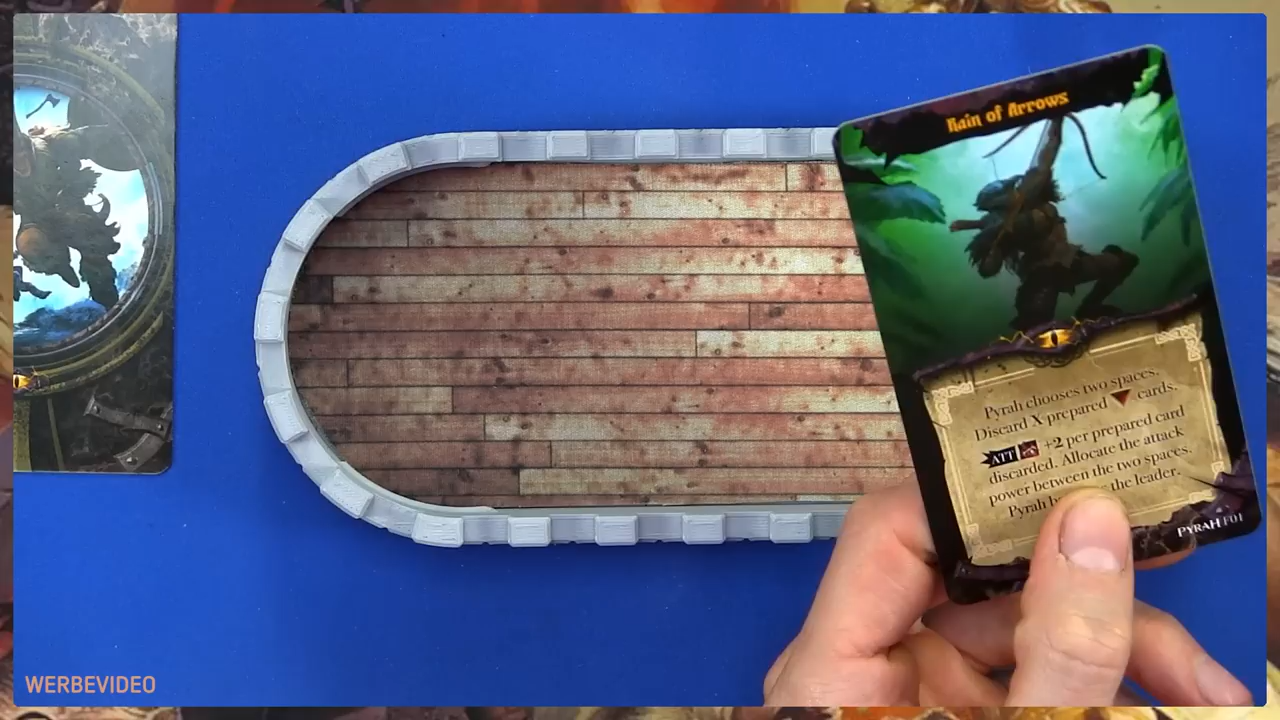 Rain of Arrows
Pyrah chooses two spaces.
Discard X prepared cards.
ATT +2 per prepared card
discarded. Allocate the attack
power between the two spaces.
Pyrah the leader.
PYRAH F01
WERBEVIDEO